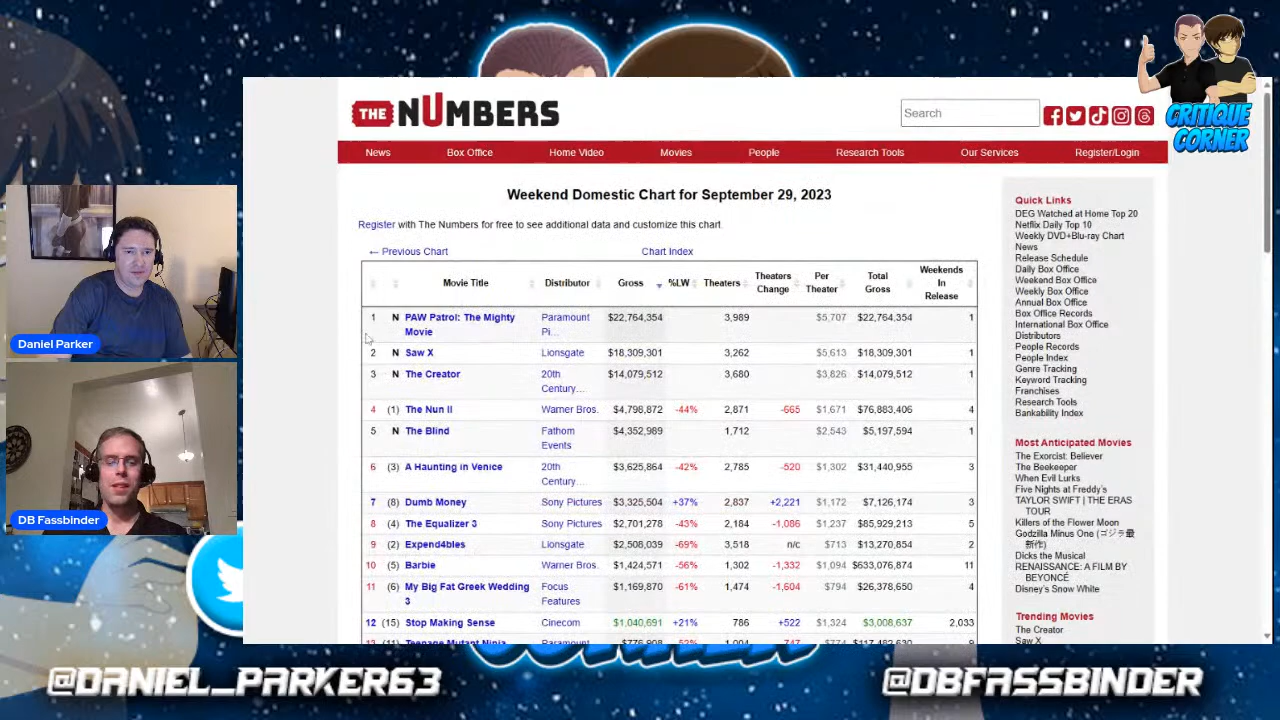 THE NUMBERS
Search
CRITIQUE
CORNER
News Box Office Home Video Movies People Research Tools Our Services Register/Login
Weekend Domestic Chart for September 29, 2023
Register with The Numbers for free to see additional data and customize this chart.
← Previous Chart Chart Index
Movie Title Distributor Gross %LW Theaters Theaters Change Per Theater Total Gross Weekends In Release
1 N PAW Patrol: The Mighty Movie Paramount Pi... $22,764,354 3,989 $5,707 $22,764,354 1
2 N Saw X Lionsgate $18,309,301 3,262 $5,613 $18,309,301 1
3 N The Creator 20th Century... $14,079,512 3,680 $3,826 $14,079,512 1
4 (1) The Nun II Warner Bros. $4,798,872 -44% 2,871 -665 $1,671 $76,883,406 4
5 N The Blind Fathom Events $4,352,989 1,712 $2,543 $5,197,594 1
6 (3) A Haunting in Venice 20th Century... $3,625,864 -42% 2,785 -520 $1,302 $31,440,955 3
7 (8) Dumb Money Sony Pictures $3,325,504 +37% 2,837 +2,221 $1,172 $7,126,174 3
8 (4) The Equalizer 3 Sony Pictures $2,701,278 -43% 2,184 -1,086 $1,237 $85,929,213 5
9 (2) Expend4bles Lionsgate $2,508,039 -69% 3,518 n/c $713 $13,270,854 2
10 (5) Barbie Warner Bros. $1,424,571 -56% 1,302 -1,332 $1,094 $633,076,874 11
11 (6) My Big Fat Greek Wedding 3 Focus Features $1,169,870 -61% 1,474 -1,604 $794 $26,378,650 4
12 (15) Stop Making Sense Cinecom $1,040,691 +21% 786 +522 $1,324 $3,008,637 2,033
Teenage Mutant Ninja Paramount
Quick Links
DEG Watched at Home Top 20
Netflix Daily Top 10
Weekly DVD+Blu-ray Chart
News
Release Schedule
Daily Box Office
Weekend Box Office
Weekly Box Office
Annual Box Office
Box Office Records
International Box Office
Distributors
People Records
People Index
Genre Tracking
Keyword Tracking
Franchises
Research Tools
Bankability Index
Most Anticipated Movies
The Exorcist: Believer
The Beekeeper
When Evil Lurks
Five Nights at Freddy's
TAYLOR SWIFT | THE ERAS
TOUR
Killers of the Flower Moon
Godzilla Minus One (ゴジラ最
新作)
Dicks the Musical
RENAISSANCE: A FILM BY
BEYONCÉ
Disney's Snow White
Trending Movies
The Creator
Saw X
Daniel Parker
DB Fassbinder
@DANIEL_PARKER63
@DBFASSBINDER